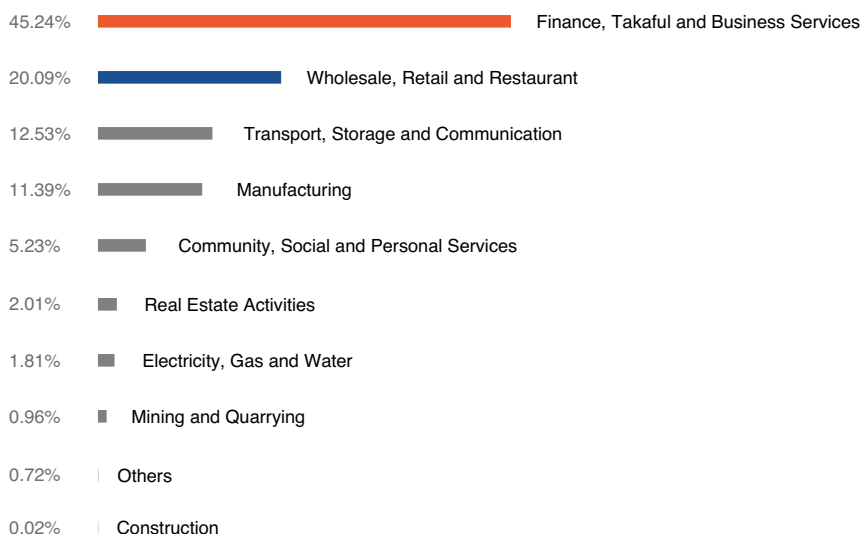 45.24% Finance, Takaful and Business Services
20.09% Wholesale, Retail and Restaurant
12.53% Transport, Storage and Communication
11.39% Manufacturing
5.23% Community, Social and Personal Services
2.01% Real Estate Activities
1.81% Electricity, Gas and Water
0.96% Mining and Quarrying
0.72% Others
0.02% Construction